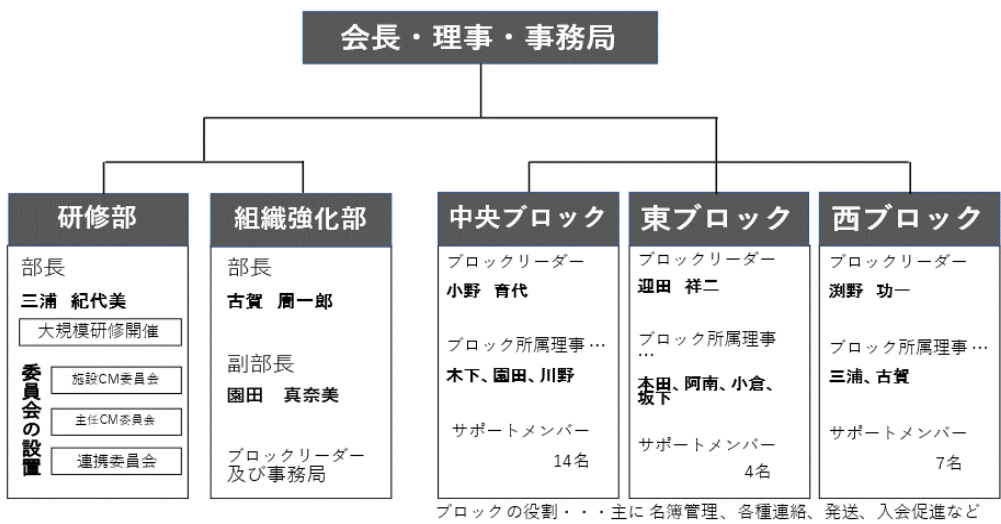 会長・理事・事務局
研修部
部長
三浦　紀代美
大規模研修開催
委員会の設置
施設CM委員会
主任CM委員会
連携委員会
組織強化部
部長
古賀　周一郎
副部長
園田　真奈美
ブロックリーダー
及び事務局
中央ブロック
ブロックリーダー
小野　育代
ブロック所属理事…
木下、園田、川野
サポートメンバー
14名
東ブロック
ブロックリーダー
迎田　祥二
ブロック所属理事
…
本田、阿南、小倉、
坂下
サポートメンバー
4名
西ブロック
ブロックリーダー
渕野　功一
ブロック所属理事…
三浦、古賀
サポートメンバー
7名
ブロックの役割・・・主に 名簿管理、各種連絡、発送、入会促進など